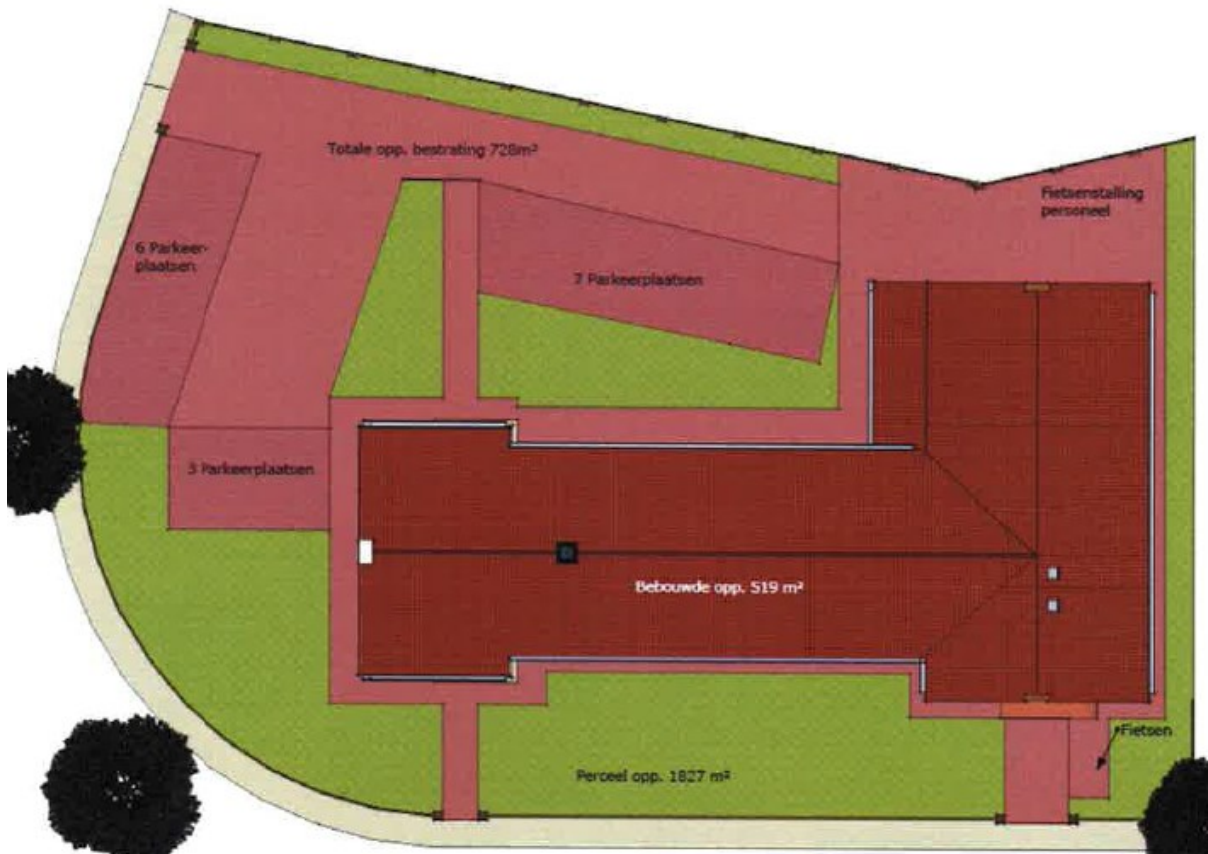 Totale opp. bestrating 728m²
Fietsenstalling
personeel
6 Parkeer-
plaatsen
7 Parkeerplaatsen
3 Parkeerplaatsen
Bebouwde opp. 519 m²
Fietsen
Perceel opp. 1827 m²